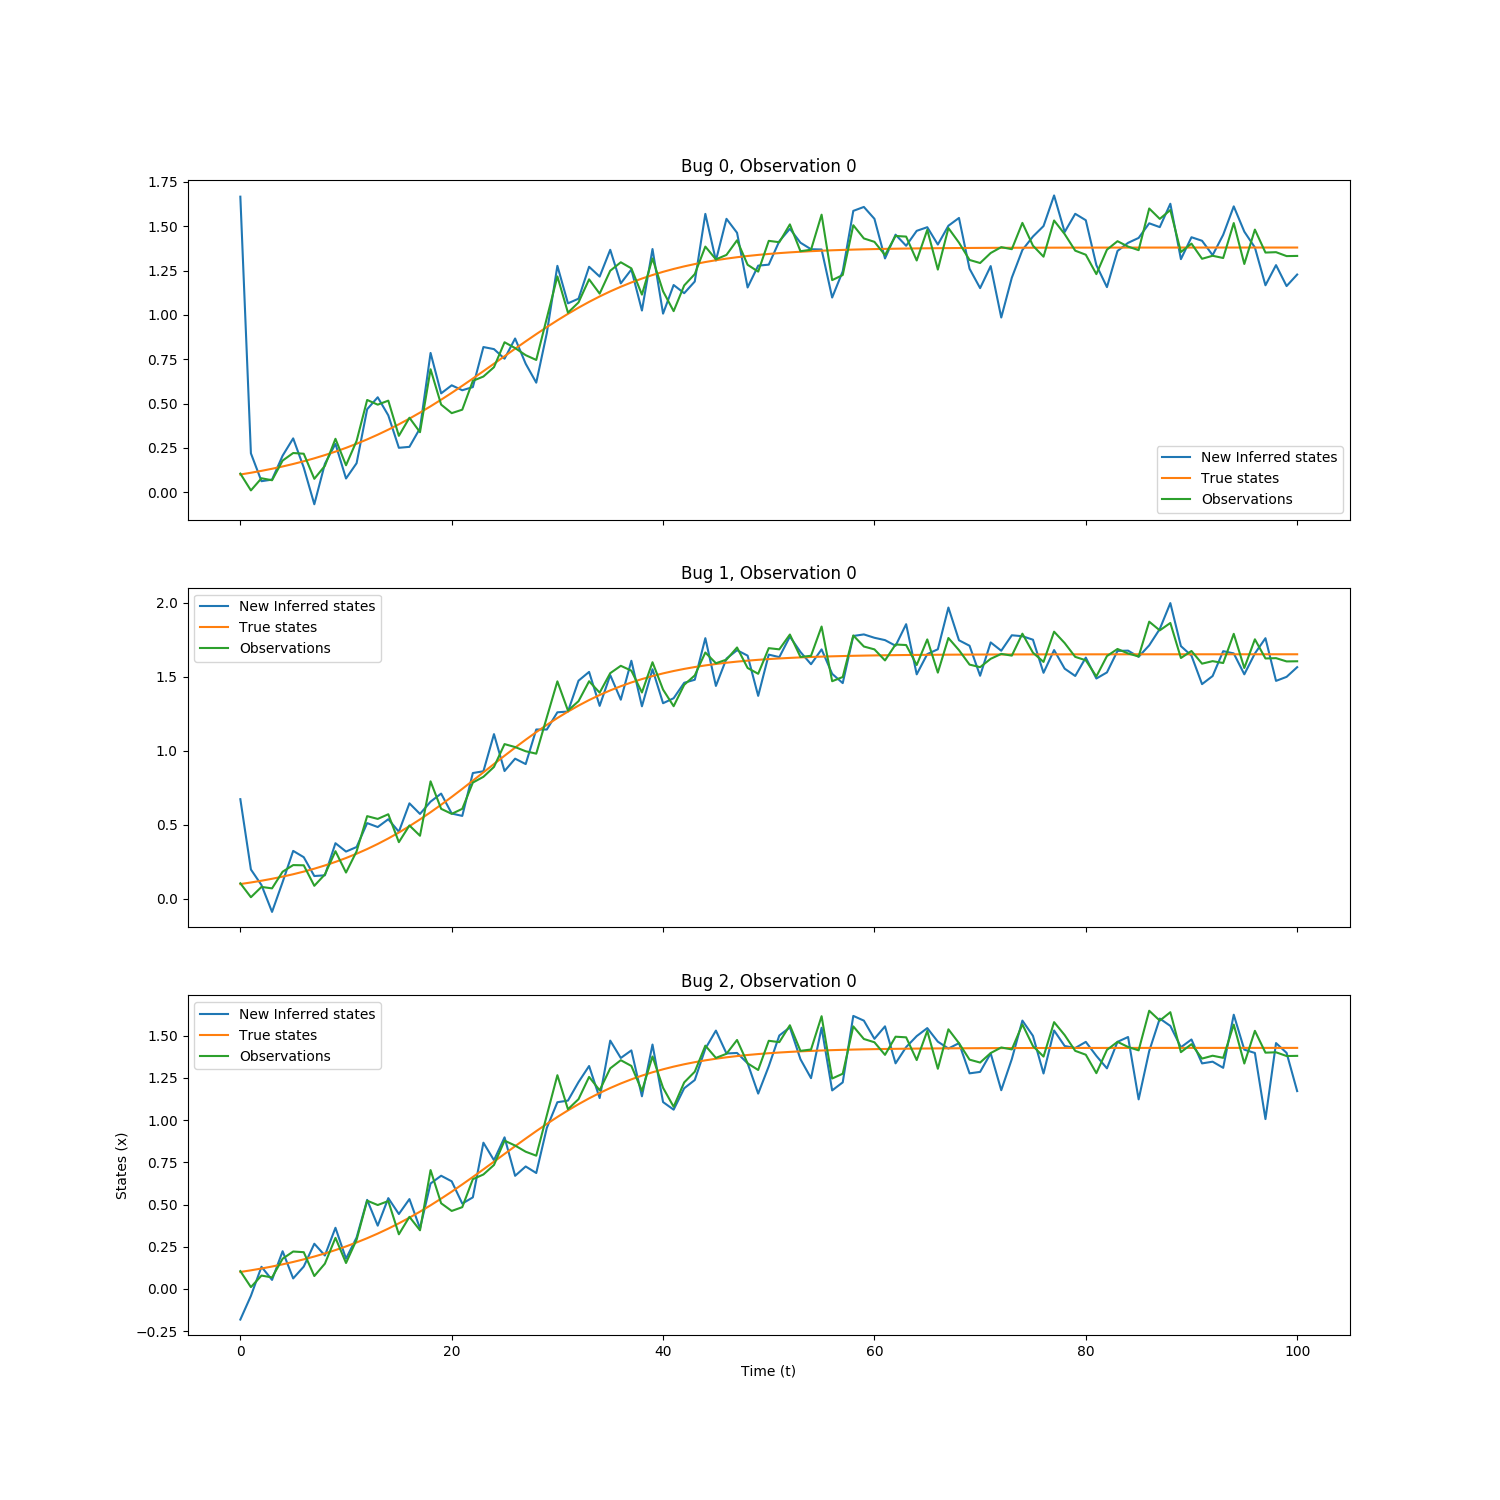 Bug 0, Observation 0
1.75
1.50
1.25
1.00
0.75
0.50
0.25
0.00
New Inferred states
True states
Observations
Bug 1, Observation 0
2.0
1.5
1.0
0.5
0.0
New Inferred states
True states
Observations
Bug 2, Observation 0
States (x)
1.50
1.25
1.00
0.75
0.50
0.25
0.00
−0.25
New Inferred states
True states
Observations
0 20 40 60 80 100
Time (t)